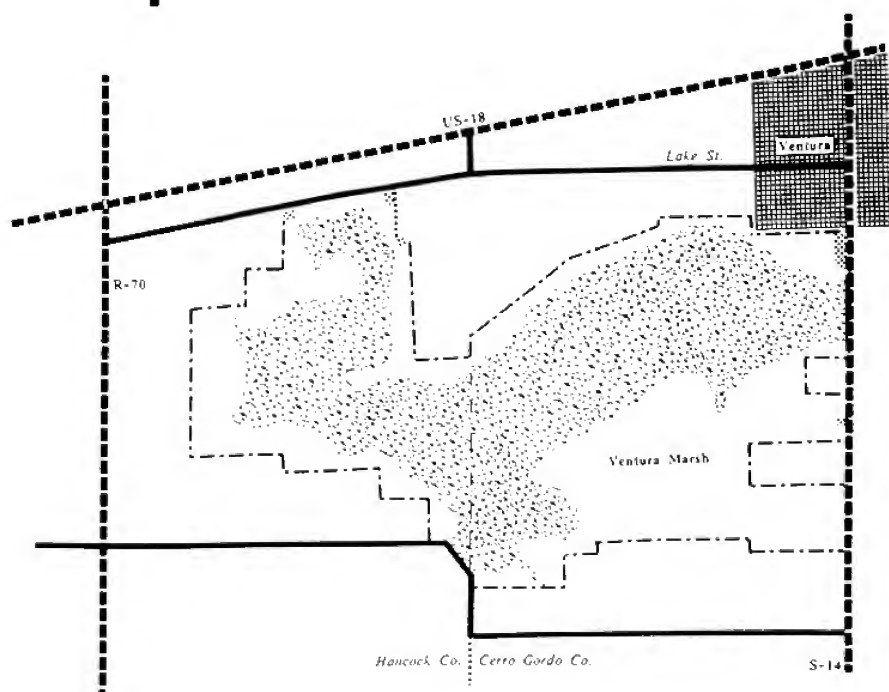 US-18
Lake St.
Ventura
R-70
Ventura Marsh
Hancock Co. Cerro Gordo Co.
S-14